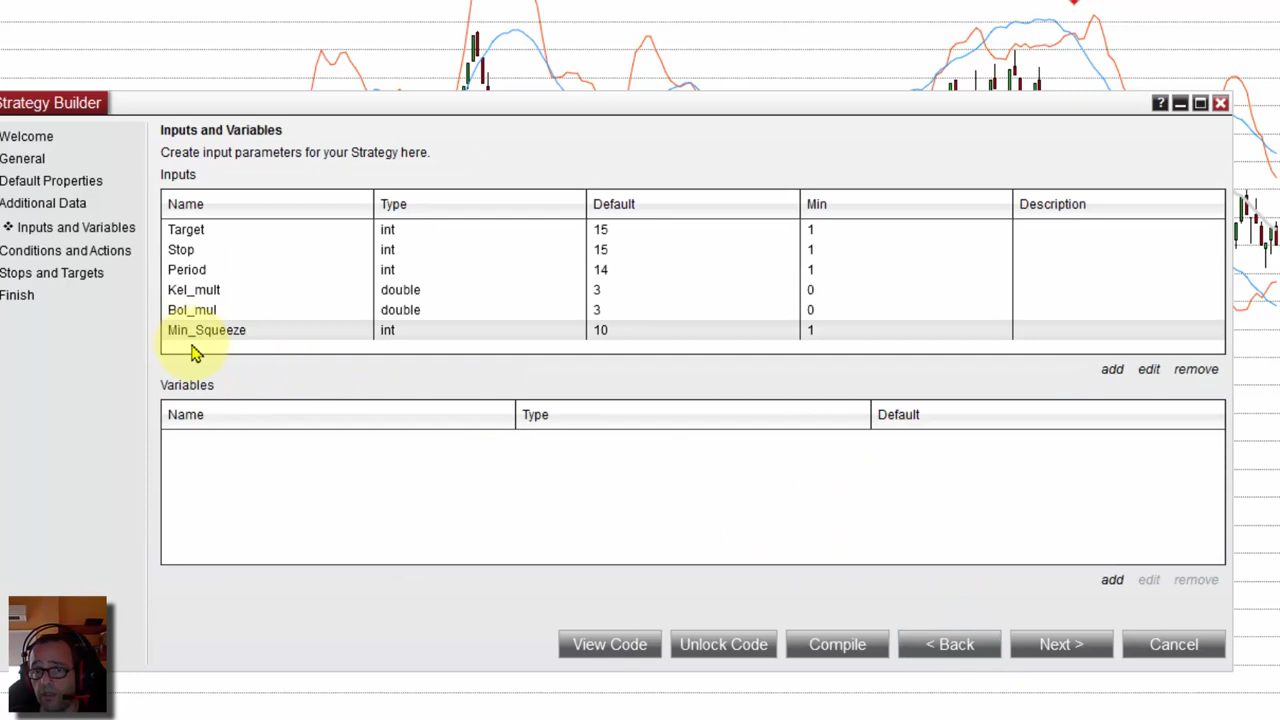 Strategy Builder
?
Welcome
General
Default Properties
Additional Data
Inputs and Variables
Conditions and Actions
Stops and Targets
Finish
Inputs and Variables
Create input parameters for your Strategy here.
Inputs
Name Type Default Min Description
Target int 15 1
Stop int 15 1
Period int 14 1
Kel_mult double 3 0
Bol_mul double 3 0
Min_Squeeze int 10 1
add edit remove
Variables
Name Type Default
add edit remove
View Code Unlock Code Compile < Back Next > Cancel